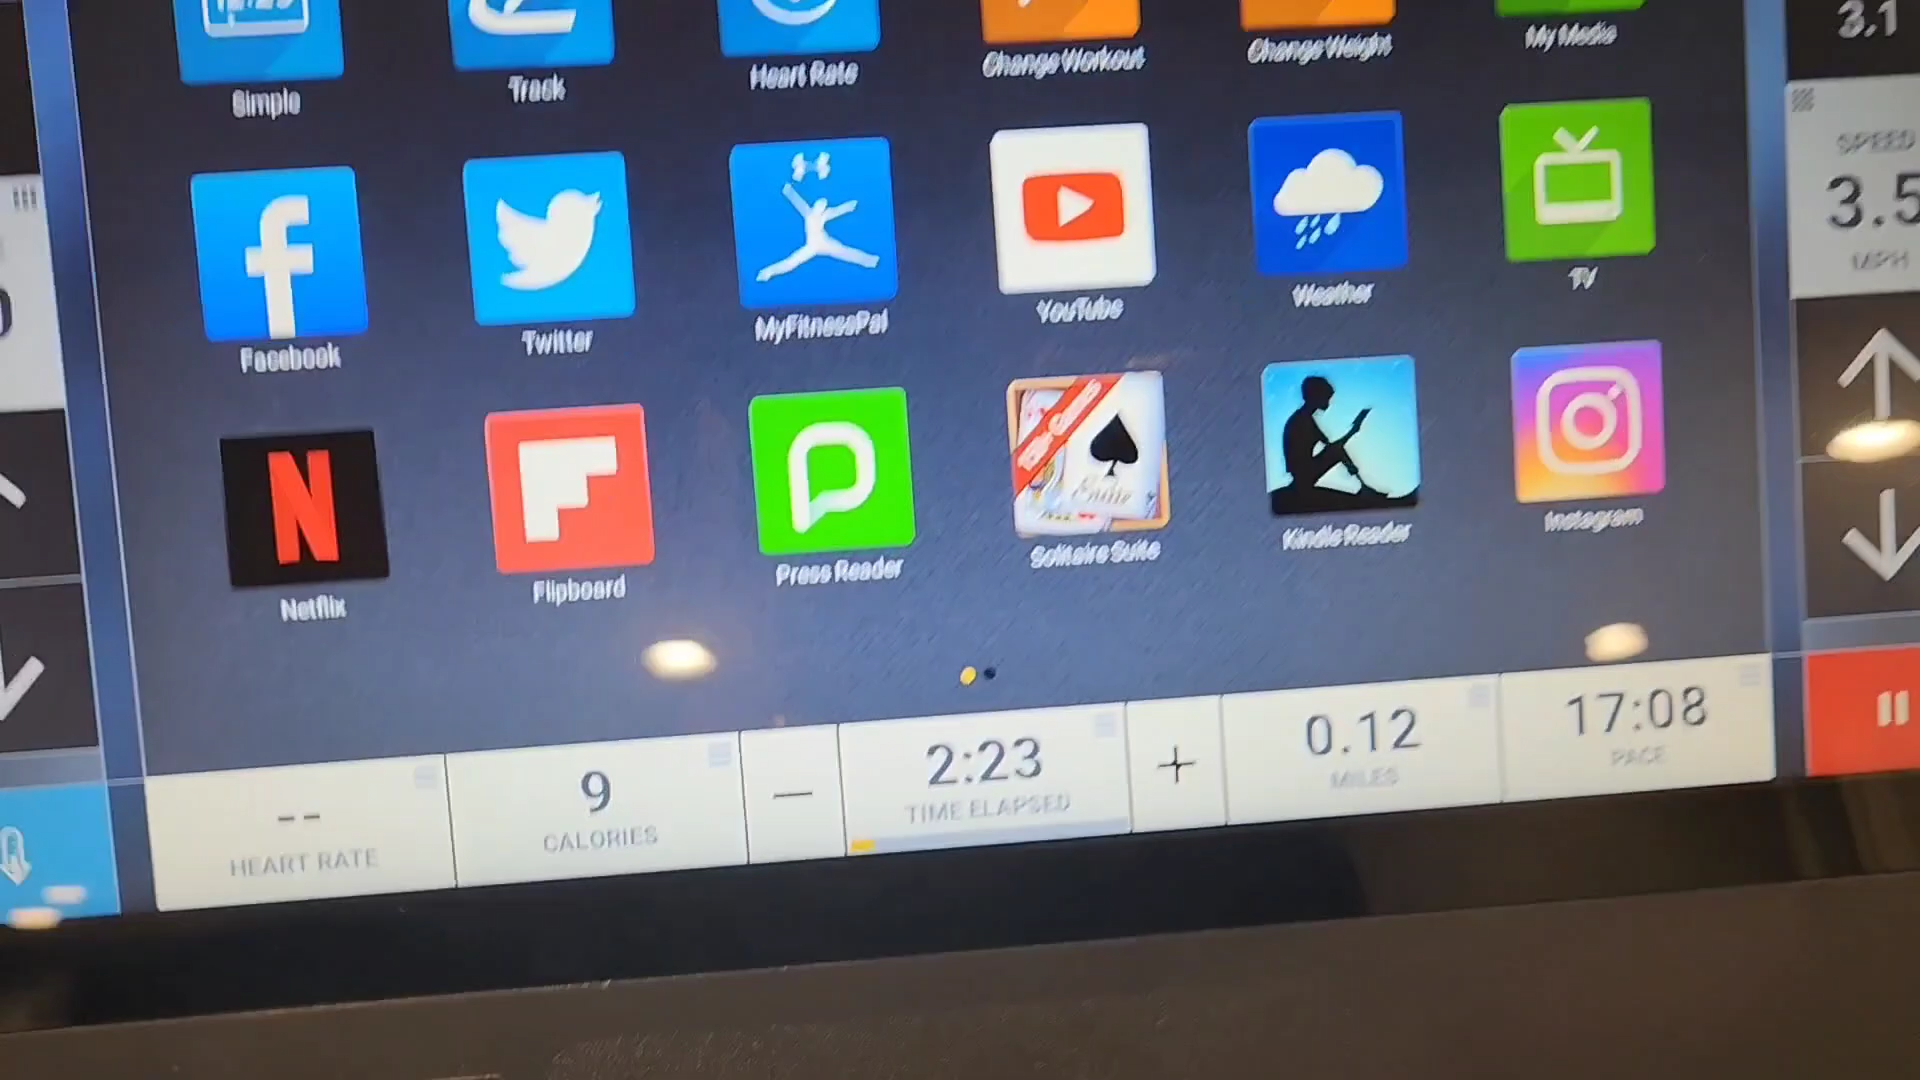 3.1
Simple
Track
Heart Rate
Change Workout
Change Weight
My Media
SPEED
3.5
MPH
Facebook
Twitter
MyFitnessPal
YouTube
Weather
TV
Netflix
Flipboard
Press Reader
Solitaire Suite
Kindle Reader
Instagram
--
HEART RATE
9
CALORIES
2:23
TIME ELAPSED
0.12
MILES
17:08
PACE